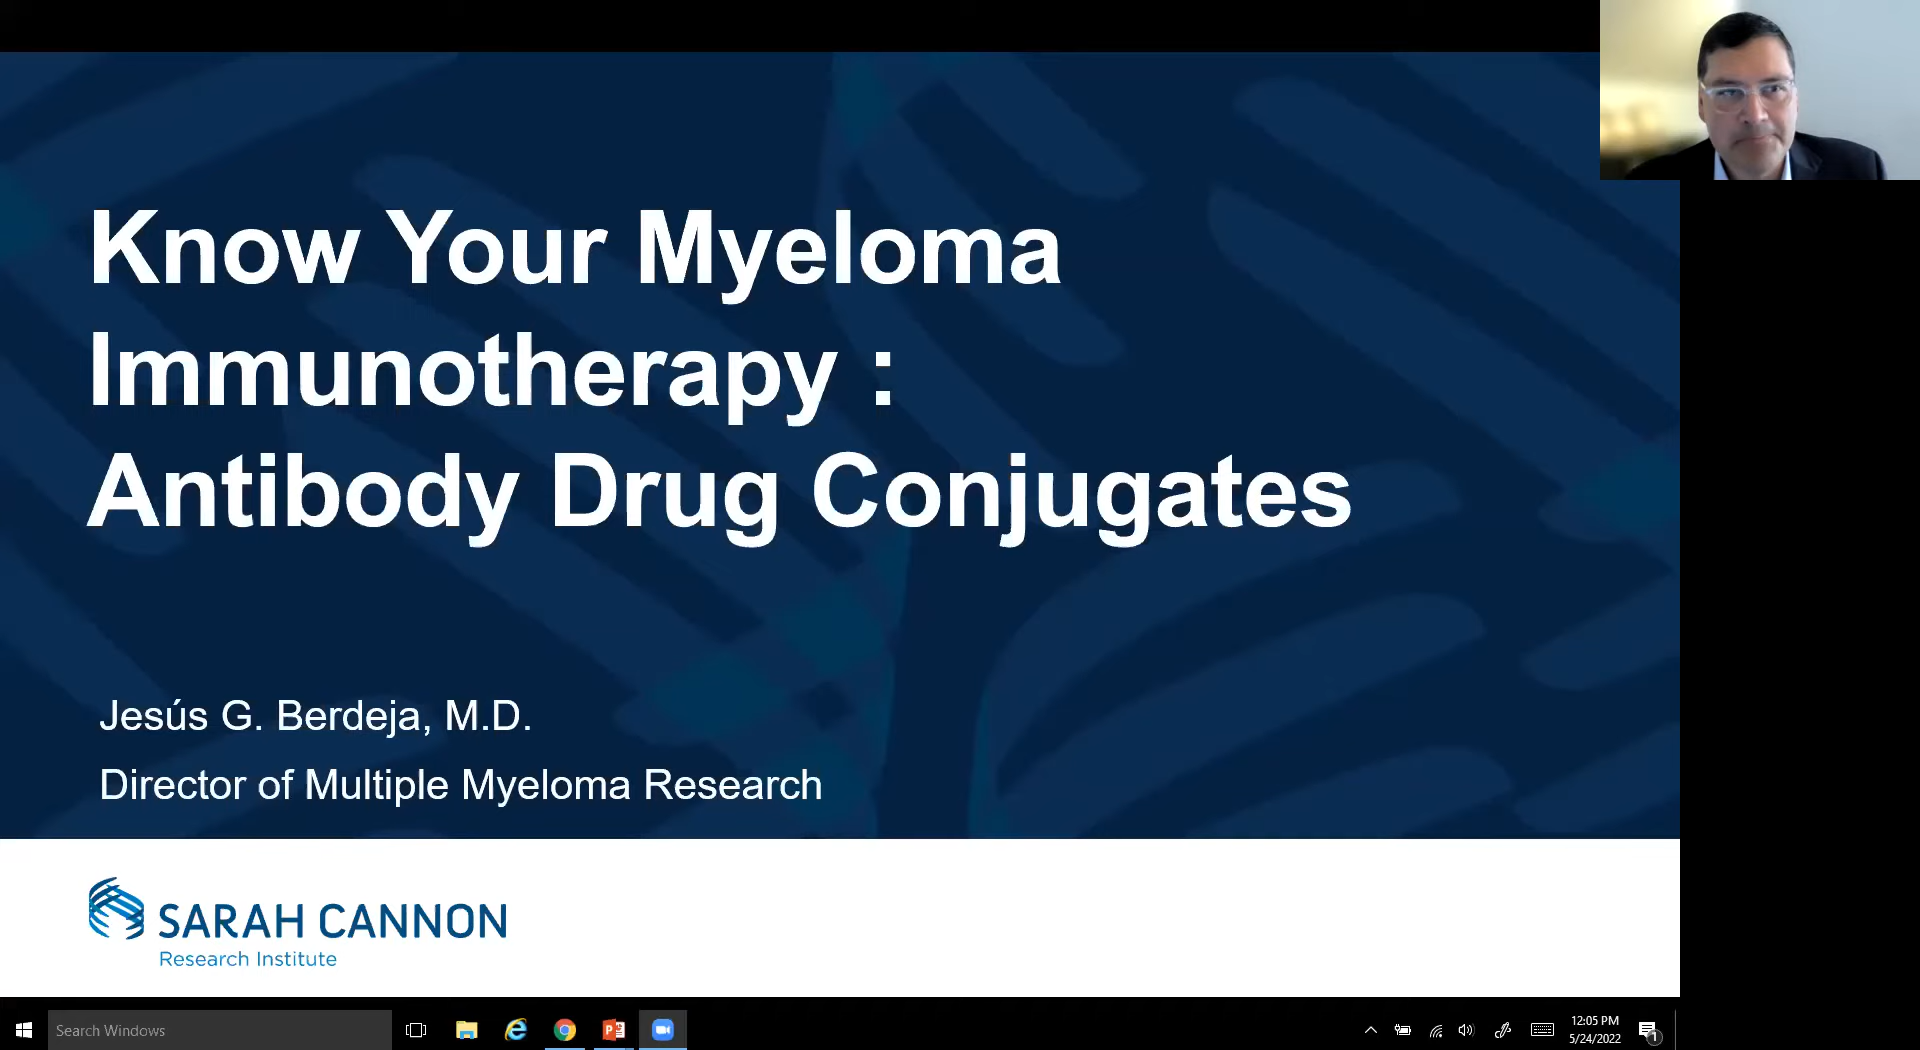 Know Your Myeloma
Immunotherapy :
Antibody Drug Conjugates
Jesús G. Berdeja, M.D.
Director of Multiple Myeloma Research
SARAH CANNON
Research Institute
Search Windows
12:05 PM
5/24/2022
1